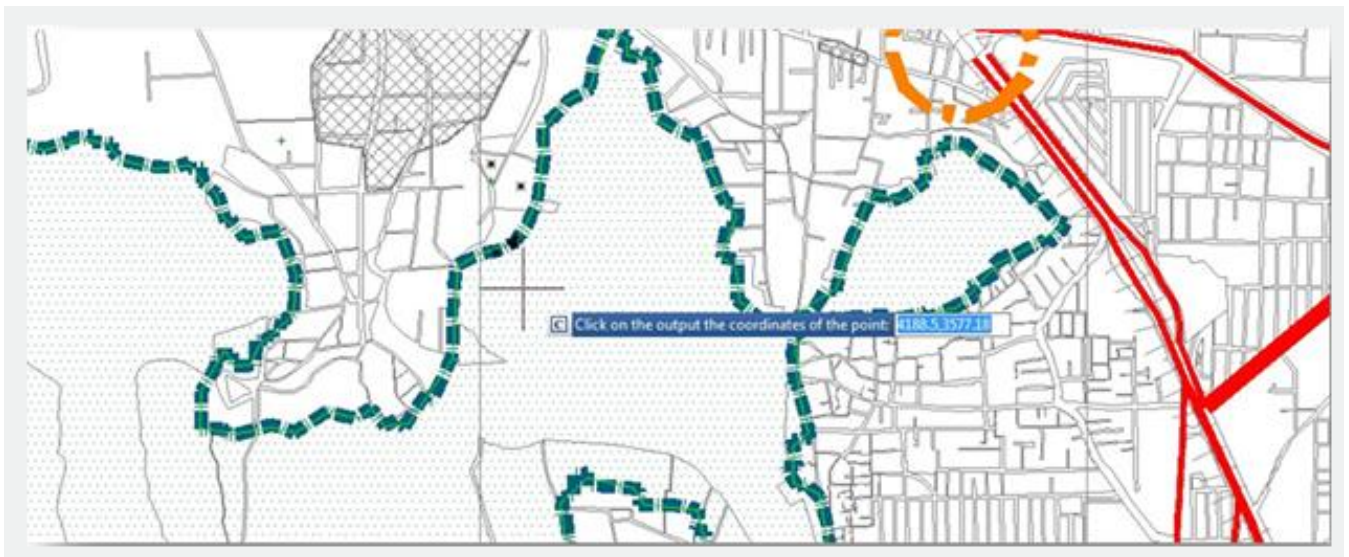 Click on the output the coordinates of the point: 4188.5,3577.18